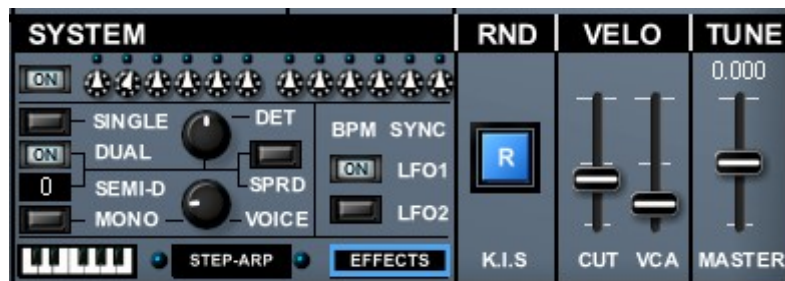 SYSTEM RND VELO TUNE
ON 0.000
SINGLE DET
BPM SYNC
ON DUAL
ON LFO1
R
0 SEMI-D SPRD
MONO VOICE
LFO2
STEP-ARP EFFECTS K.I.S CUT VCA MASTER